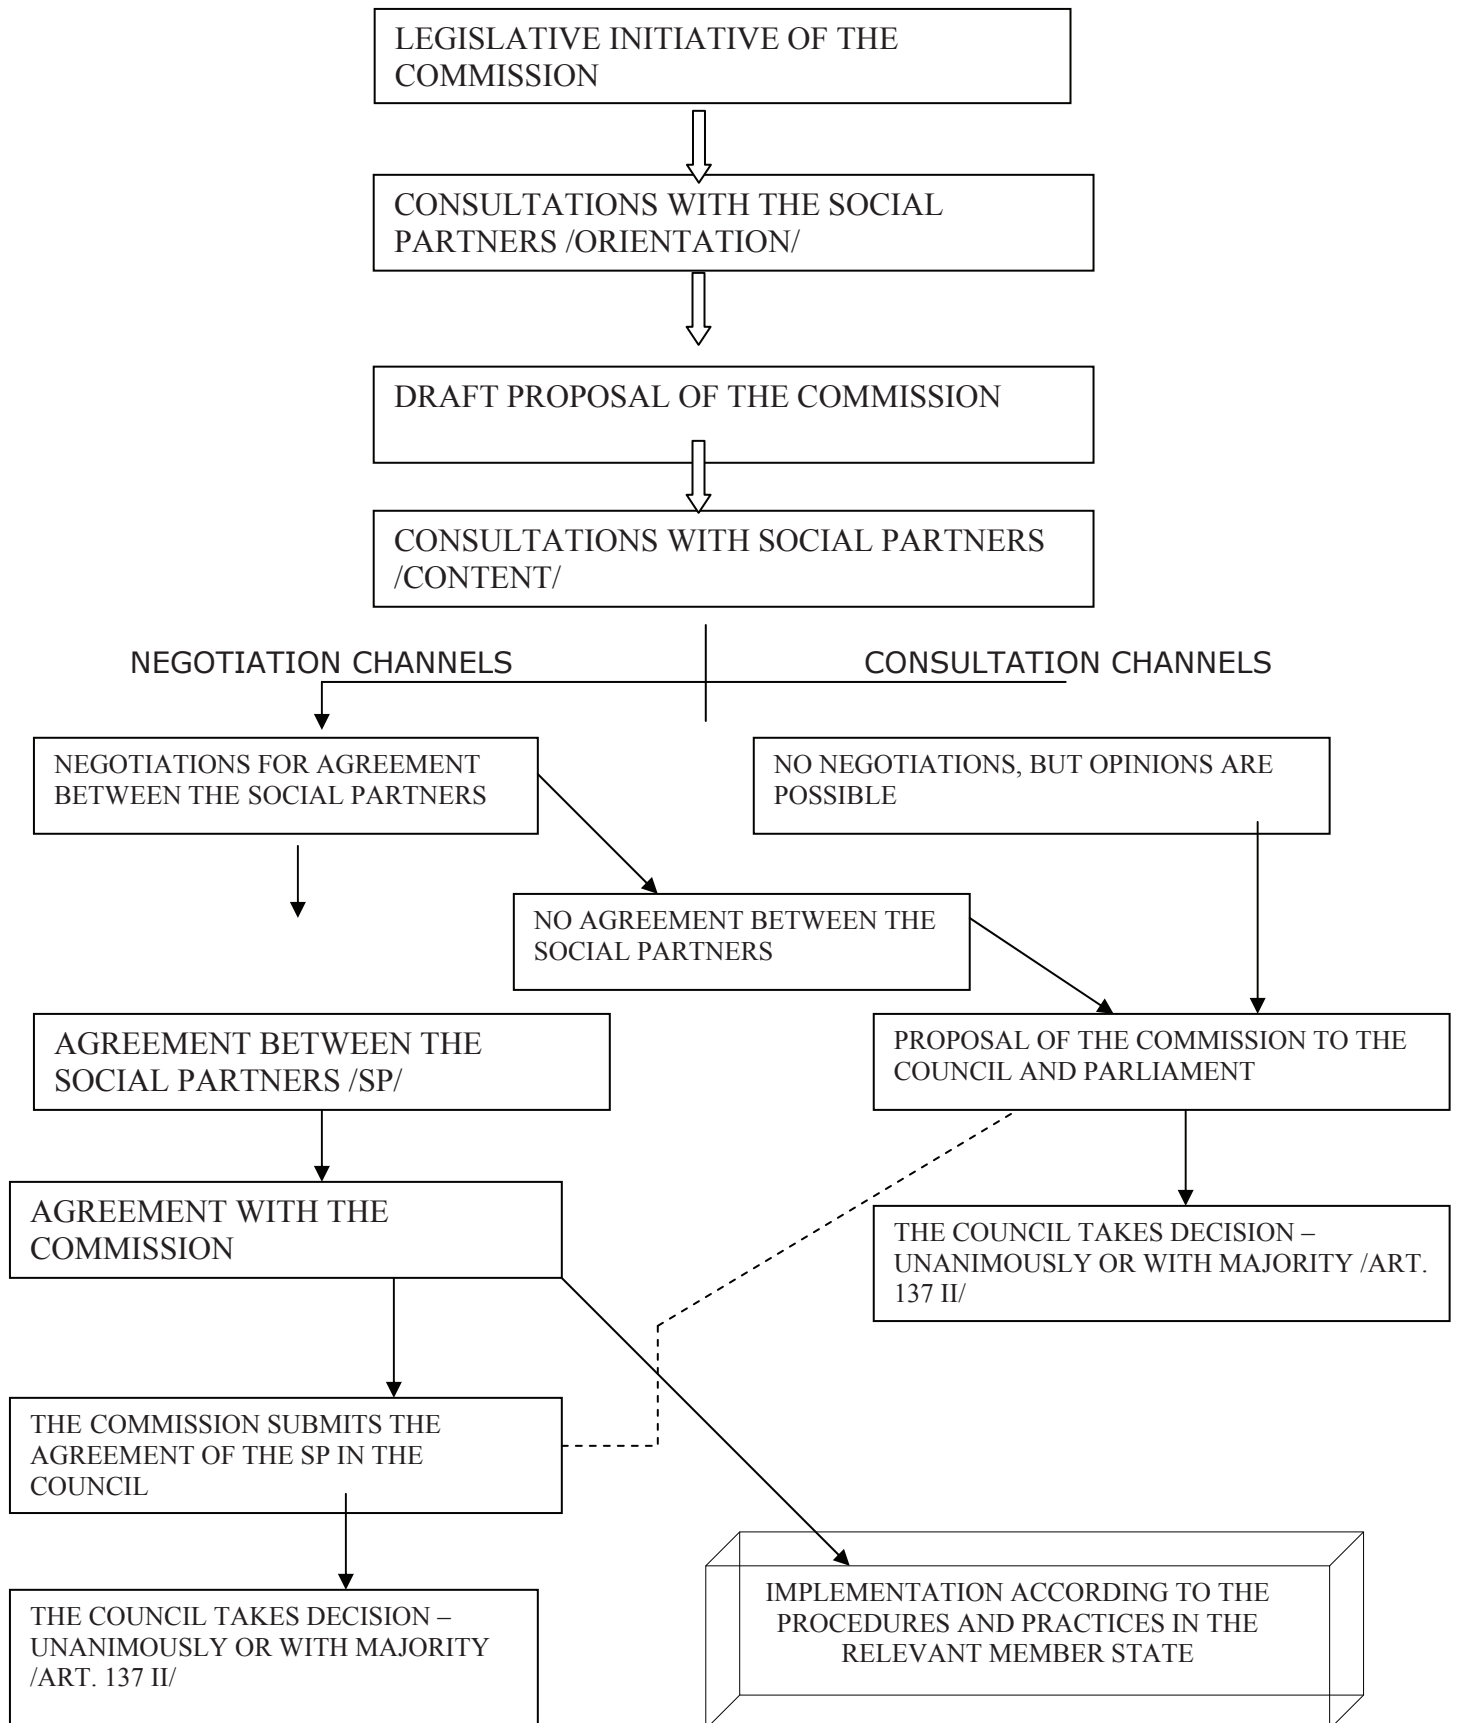 LEGISLATIVE INITIATIVE OF THE
COMMISSION
CONSULTATIONS WITH THE SOCIAL
PARTNERS /ORIENTATION/
DRAFT PROPOSAL OF THE COMMISSION
CONSULTATIONS WITH SOCIAL PARTNERS
/CONTENT/
NEGOTIATION CHANNELS
CONSULTATION CHANNELS
NEGOTIATIONS FOR AGREEMENT
BETWEEN THE SOCIAL PARTNERS
NO NEGOTIATIONS, BUT OPINIONS ARE
POSSIBLE
NO AGREEMENT BETWEEN THE
SOCIAL PARTNERS
AGREEMENT BETWEEN THE
SOCIAL PARTNERS /SP/
PROPOSAL OF THE COMMISSION TO THE
COUNCIL AND PARLIAMENT
AGREEMENT WITH THE
COMMISSION
THE COUNCIL TAKES DECISION –
UNANIMOUSLY OR WITH MAJORITY /ART.
137 II/
THE COMMISSION SUBMITS THE
AGREEMENT OF THE SP IN THE
COUNCIL
THE COUNCIL TAKES DECISION –
UNANIMOUSLY OR WITH MAJORITY
/ART. 137 II/
IMPLEMENTATION ACCORDING TO THE
PROCEDURES AND PRACTICES IN THE
RELEVANT MEMBER STATE